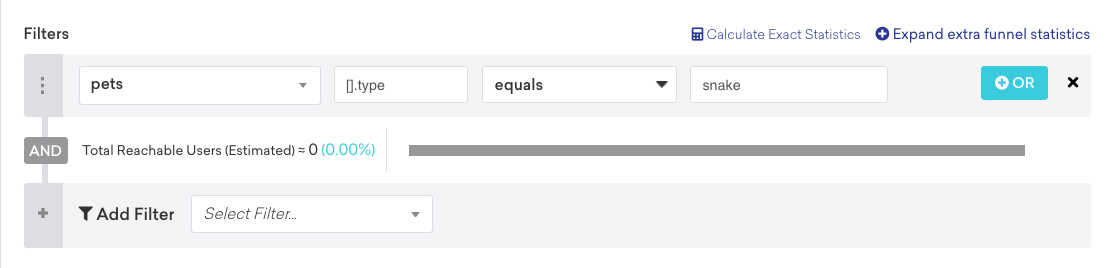 Filters
Calculate Exact Statistics Expand extra funnel statistics
pets [].type equals snake OR
AND Total Reachable Users (Estimated) ≈ 0 (0.00%)
Add Filter Select Filter...